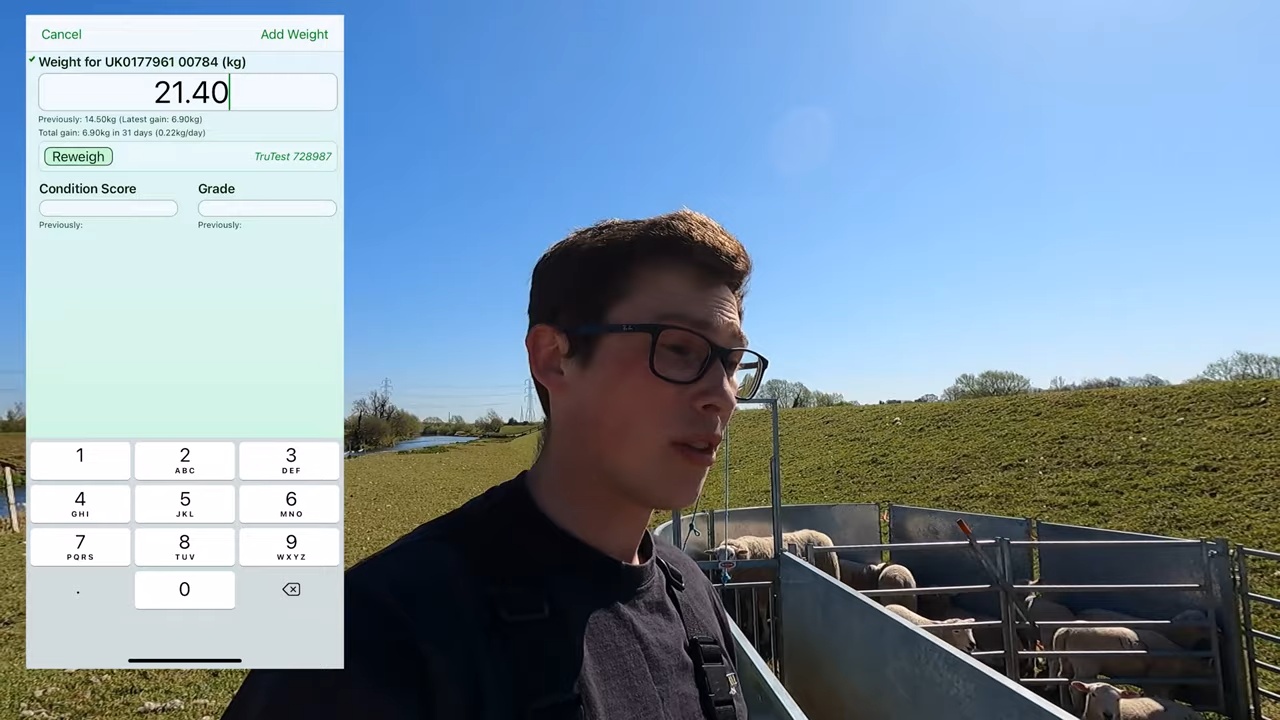 Cancel
Add Weight
Weight for UK0177961 00784 (kg)
21.40
Previously: 14.50kg (Latest gain: 6.90kg)
Total gain: 6.90kg in 31 days (0.22kg/day)
Reweigh
TruTest 728987
Condition Score
Grade
Previously:
Previously:
1
2
ABC
3
DEF
4
GHI
5
JKL
6
MNO
7
PQRS
8
TUV
9
WXYZ
.
0